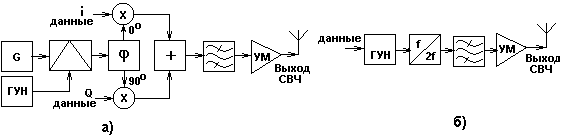 i
данные
X
0°
G
φ
+
УМ
Выход
СВЧ
ГУН
Q
данные
90°
X
а)
данные
ГУН
f
2f
УМ
Выход
СВЧ
б)